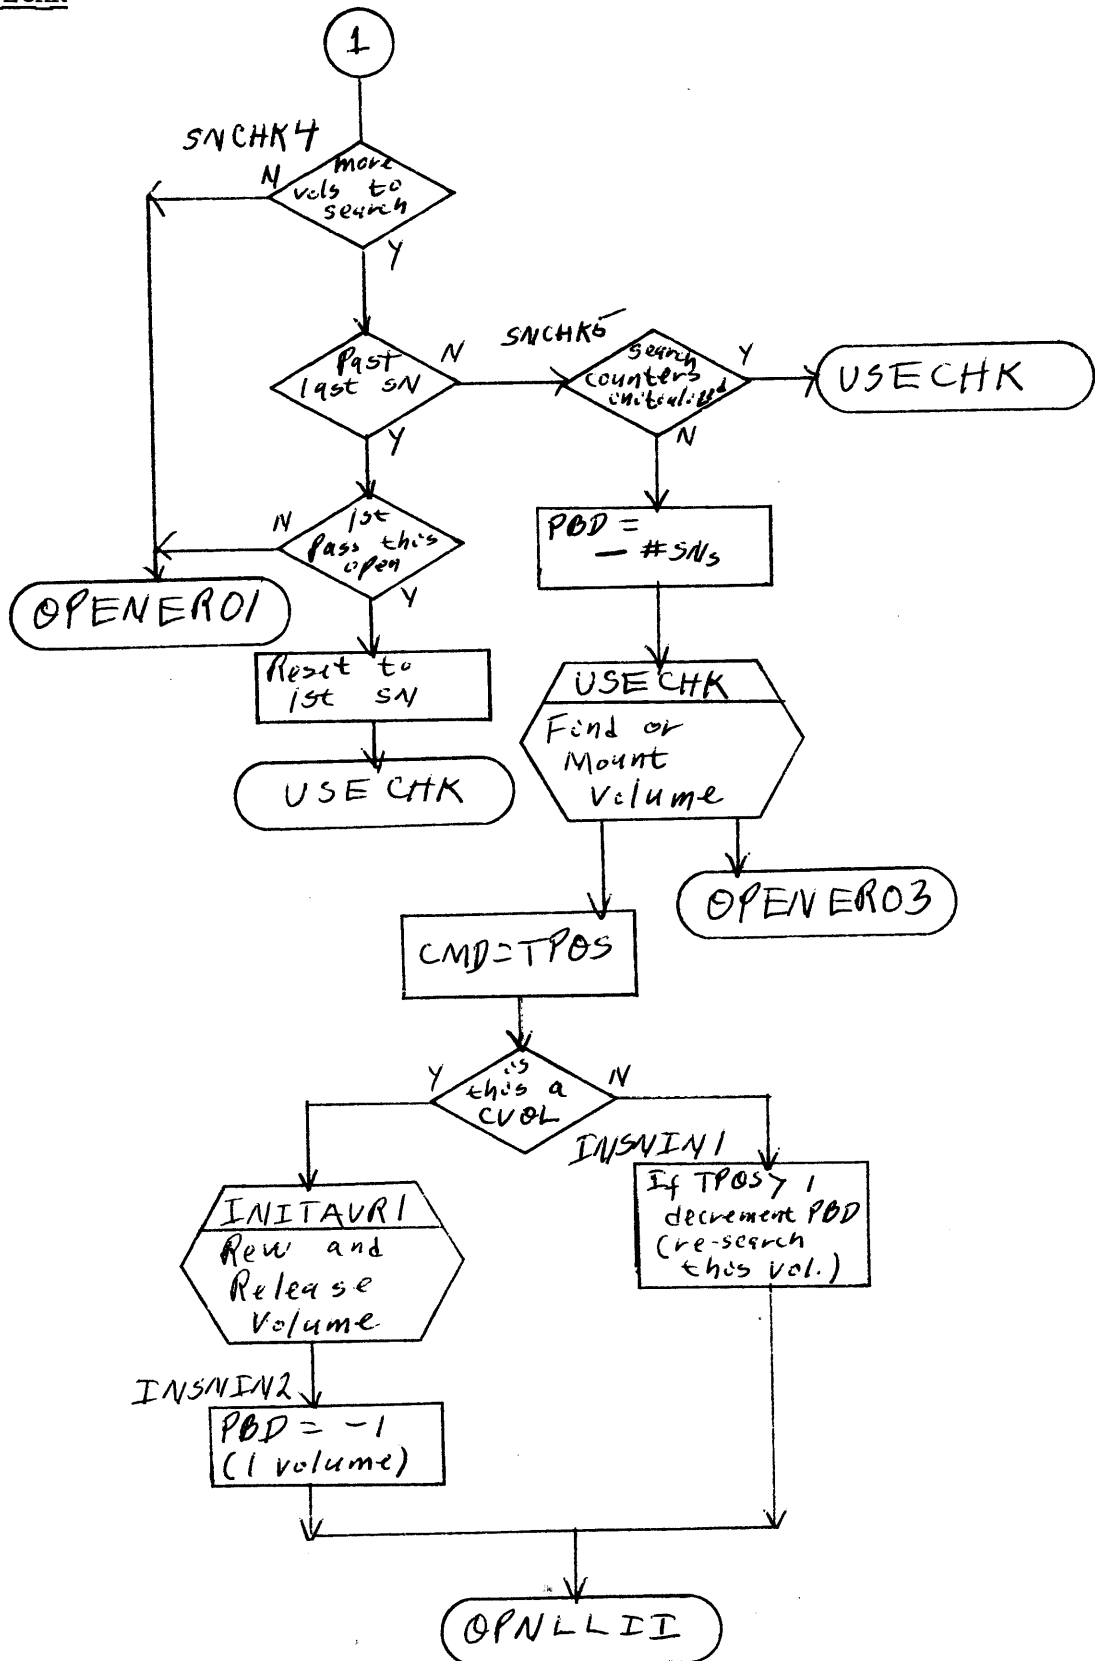 1
SNCHK4
N
more
vols to
search
Y
Past
last SN
N
SNCHK5
search
counters
initialized
Y
USECHK
Y
N
N
1st
Pass this
open
Y
PBD =
- #SNs
OPENER01
Reset to
1st SN
USECHK
Find or
Mount
Volume
USECHK
OPENER03
CMD=TPOS
Y
is
this a
CVOL
N
INSNIN1
If TPOS > 1
decrement PBD
(re-search
this vol.)
INITAVR1
Rew and
Release
Volume
INSNIN2
PBD = -1
(1 volume)
OPNLLII